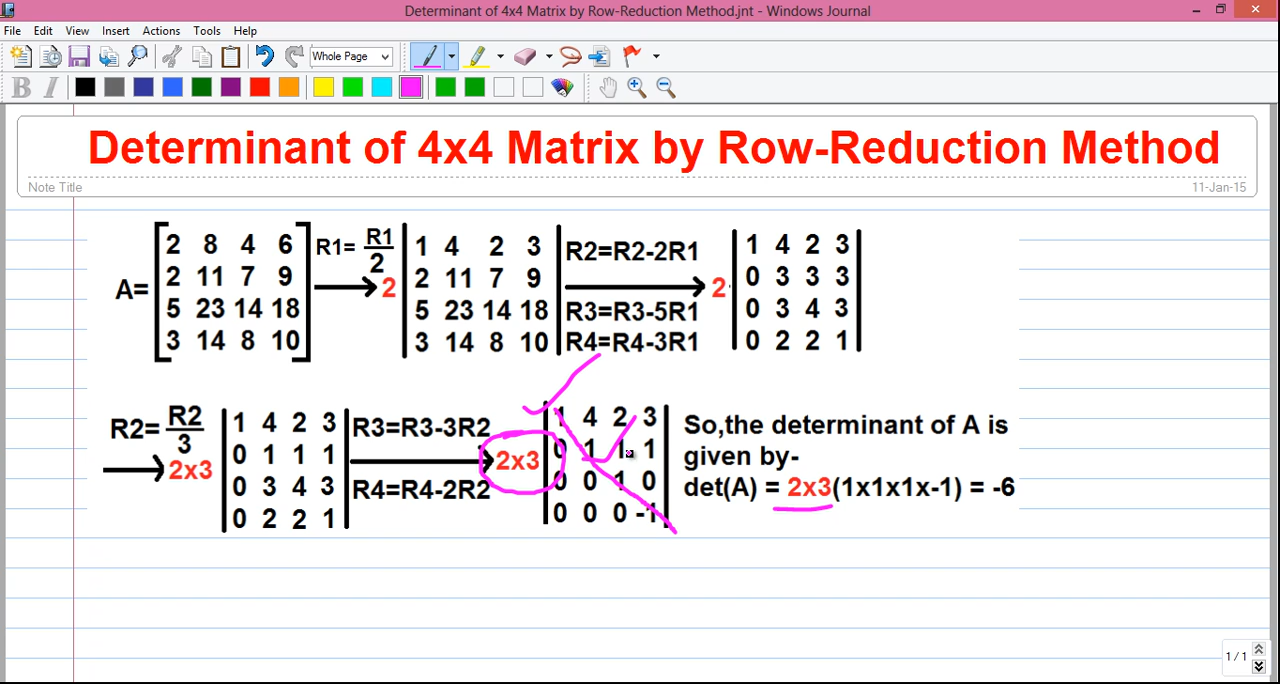 Determinant of 4x4 Matrix by Row-Reduction Method.jnt - Windows Journal
File Edit View Insert Actions Tools Help
Whole Page
B I
Determinant of 4x4 Matrix by Row-Reduction Method
Note Title
11-Jan-15
A=
2 8 4 6
2 11 7 9
5 23 14 18
3 14 8 10
R1= R1
2
2
1 4 2 3
2 11 7 9
5 23 14 18
3 14 8 10
R2=R2-2R1
R3=R3-5R1
R4=R4-3R1
2
1 4 2 3
0 3 3 3
0 3 4 3
0 2 2 1
R2= R2
3
2x3
1 4 2 3
0 1 1 1
0 3 4 3
0 2 2 1
R3=R3-3R2
R4=R4-2R2
2x3
1 4 2 3
0 1 1 1
0 0 1 0
0 0 0 -1
So,the determinant of A is
given by-
det(A) = 2x3(1x1x1x-1) = -6
1 / 1